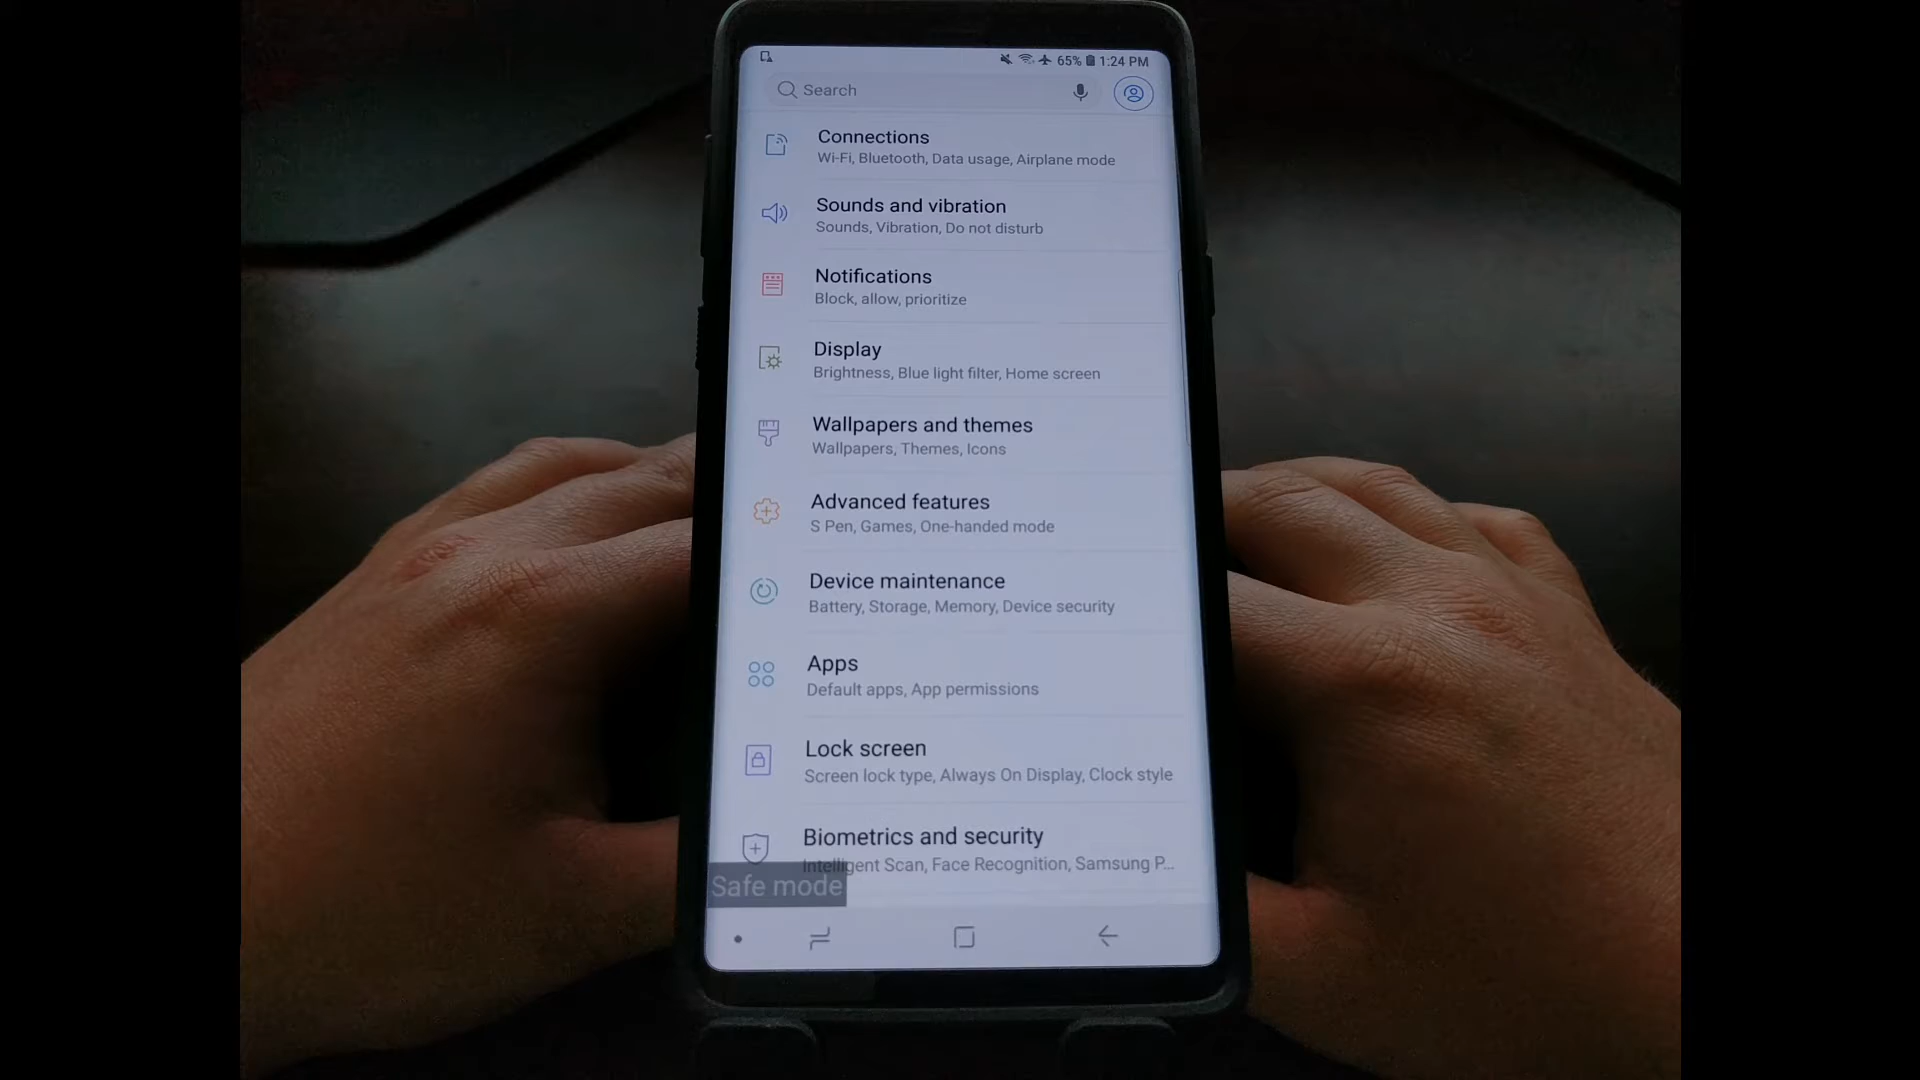 65% 1:24 PM
Search
Connections
Wi-Fi, Bluetooth, Data usage, Airplane mode
Sounds and vibration
Sounds, Vibration, Do not disturb
Notifications
Block, allow, prioritize
Display
Brightness, Blue light filter, Home screen
Wallpapers and themes
Wallpapers, Themes, Icons
Advanced features
S Pen, Games, One-handed mode
Device maintenance
Battery, Storage, Memory, Device security
Apps
Default apps, App permissions
Lock screen
Screen lock type, Always On Display, Clock style
Biometrics and security
Intelligent Scan, Face Recognition, Samsung P...
Safe mode